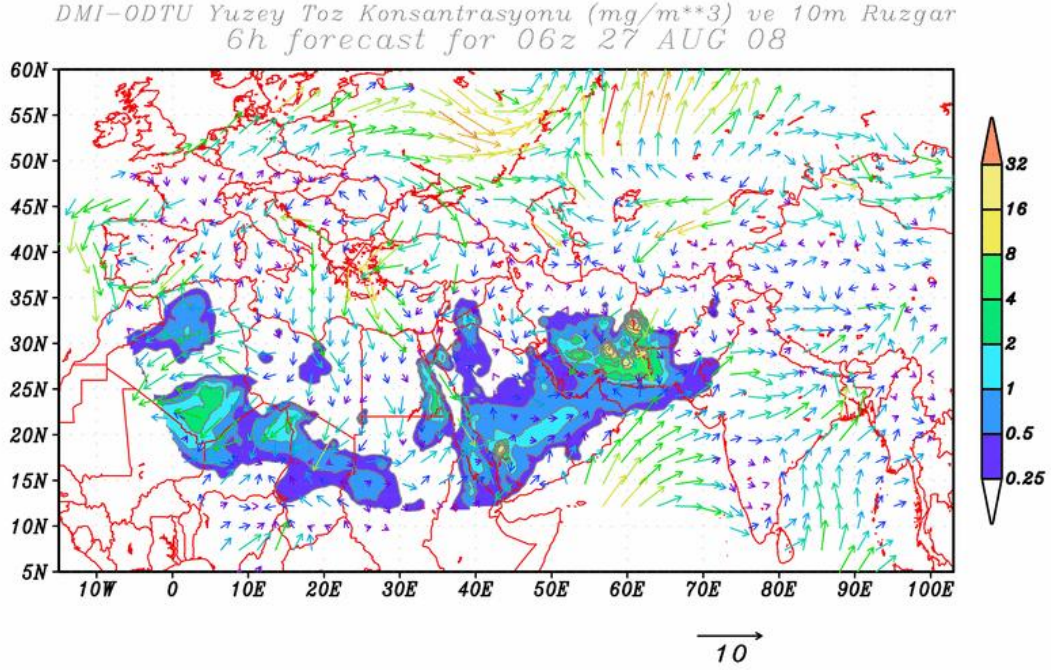 DMI-ODTU Yuzey Toz Konsantrasyonu (mg/m**3) ve 10m Ruzgar
6h forecast for 06z 27 AUG 08
60N
55N
50N
45N
40N
35N
30N
25N
20N
15N
10N
5N
10W 0 10E 20E 30E 40E 50E 60E 70E 80E 90E 100E
32
16
8
4
2
1
0.5
0.25
10